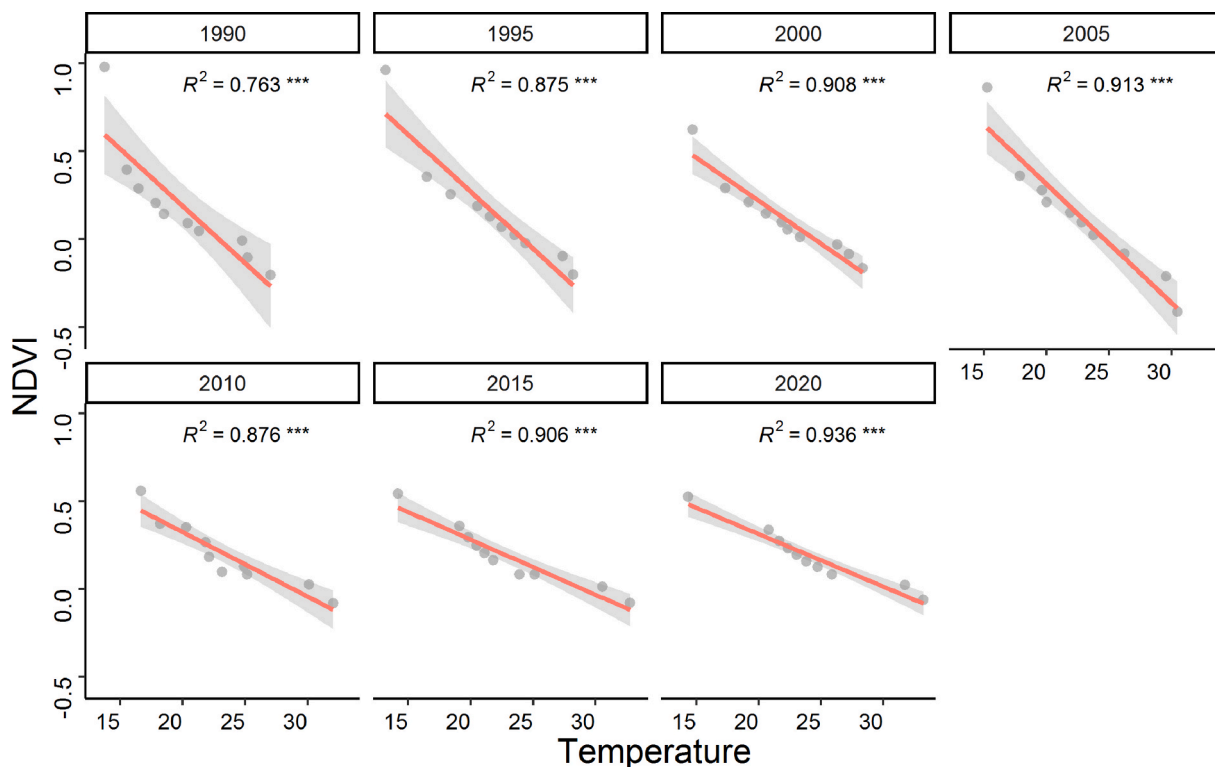 1990 1995 2000 2005
R² = 0.763 *** R² = 0.875 *** R² = 0.908 *** R² = 0.913 ***
1.0
0.5
0.0
-0.5
15 20 25 30
2010 2015 2020
R² = 0.876 *** R² = 0.906 *** R² = 0.936 ***
1.0
0.5
0.0
-0.5
15 20 25 30 15 20 25 30 15 20 25 30
NDVI
Temperature